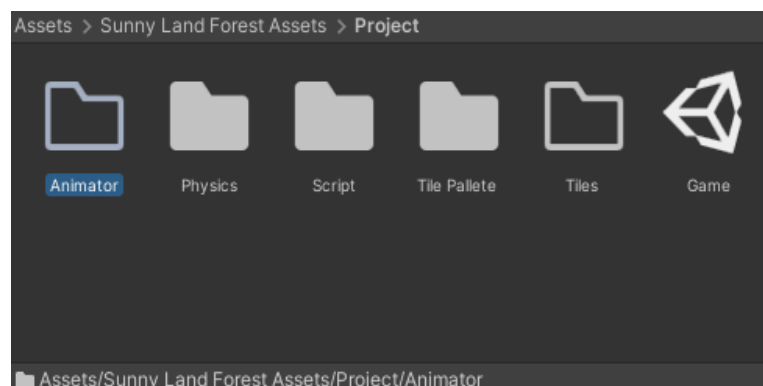 Assets > Sunny Land Forest Assets > Project
Animator Physics Script Tile Pallete Tiles Game
Assets/Sunny Land Forest Assets/Project/Animator